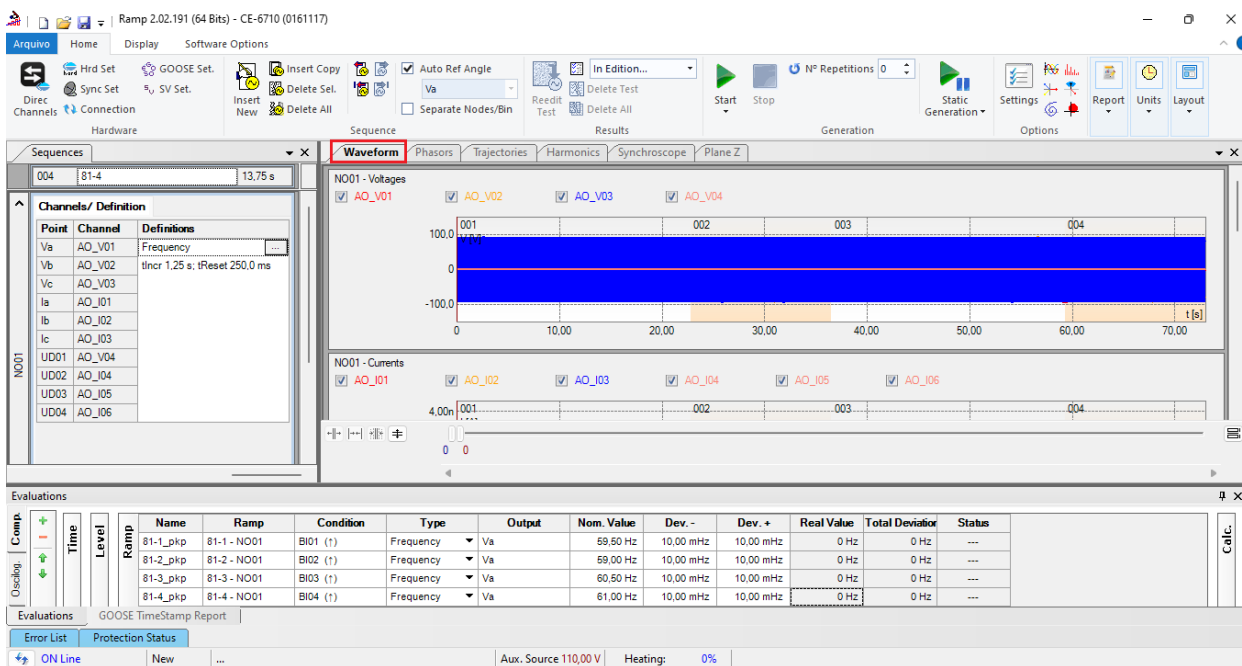 Ramp 2.02.191 (64 Bits) - CE-6710 (0161117)
Arquivo Home Display Software Options
Hrd Set GOOSE Set. Insert Copy Auto Ref Angle In Edition... Nº Repetitions 0
Sync Set SV Set. Delete Sel. Va Delete Test
Direc Channels Connection Insert New Delete All Separate Nodes/Bin Reedit Test Delete All Start Stop Static Generation Settings Report Units Layout
Hardware Sequence Results Generation Options
Sequences Waveform Phasors Trajectories Harmonics Synchroscope Plane Z
004 81-4 13,75 s
Channels/ Definition
Point Channel Definitions
Va AO_V01 Frequency ...
Vb AO_V02 tIncr 1,25 s; tReset 250,0 ms
Vc AO_V03
Ia AO_I01
Ib AO_I02
Ic AO_I03
UD01 AO_V04
UD02 AO_I04
UD03 AO_I05
UD04 AO_I06
NO01
NO01 - Voltages
AO_V01 AO_V02 AO_V03 AO_V04
001 002 003 004
100,0
V [V]
0
-100,0
t [s]
0 10,00 20,00 30,00 40,00 50,00 60,00 70,00
NO01 - Currents
AO_I01 AO_I02 AO_I03 AO_I04 AO_I05 AO_I06
4,00n 001 002 003 004
0 0
Evaluations
Comp. Oscilog. Time Level Ramp Calc.
Name Ramp Condition Type Output Nom. Value Dev. - Dev. + Real Value Total Deviation Status
81-1_pkp 81-1 - NO01 BI01 (↑) Frequency Va 59,50 Hz 10,00 mHz 10,00 mHz 0 Hz 0 Hz ---
81-2_pkp 81-2 - NO01 BI02 (↑) Frequency Va 59,00 Hz 10,00 mHz 10,00 mHz 0 Hz 0 Hz ---
81-3_pkp 81-3 - NO01 BI03 (↑) Frequency Va 60,50 Hz 10,00 mHz 10,00 mHz 0 Hz 0 Hz ---
81-4_pkp 81-4 - NO01 BI04 (↑) Frequency Va 61,00 Hz 10,00 mHz 10,00 mHz 0 Hz 0 Hz ---
Evaluations GOOSE TimeStamp Report
Error List Protection Status
ON Line New ... Aux. Source 110,00 V Heating: 0%